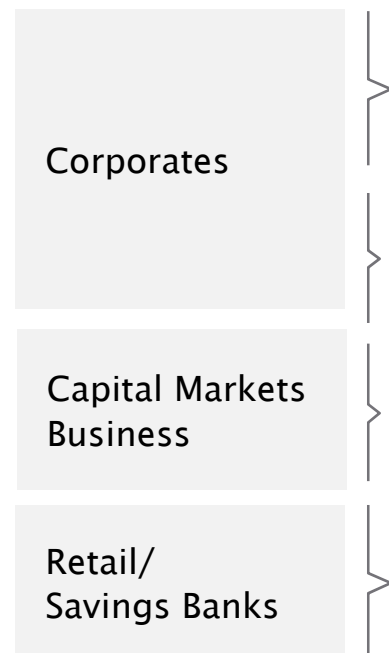 Corporates
Capital Markets
Business
Retail/
Savings Banks